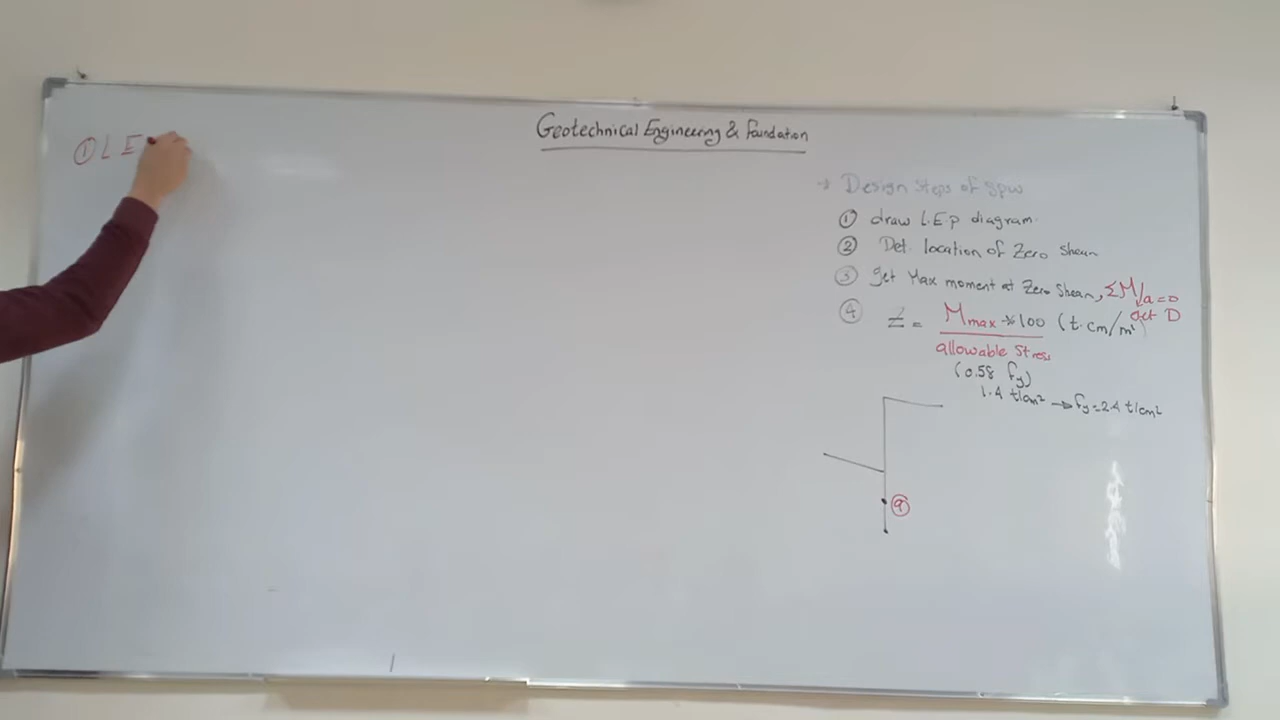 Geotechnical Engineering & Foundation
① L E
→ Design Steps of spw
① draw L.E.P diagram.
② Det. location of Zero Shear
③ get Max moment at Zero Shear, ΣM/a = 0
get D
④ Z = Mmax * 100 (t.cm/m')
allowable Stress
(0.58 fy)
1.4 t/cm² → fy = 2.4 t/cm²
a